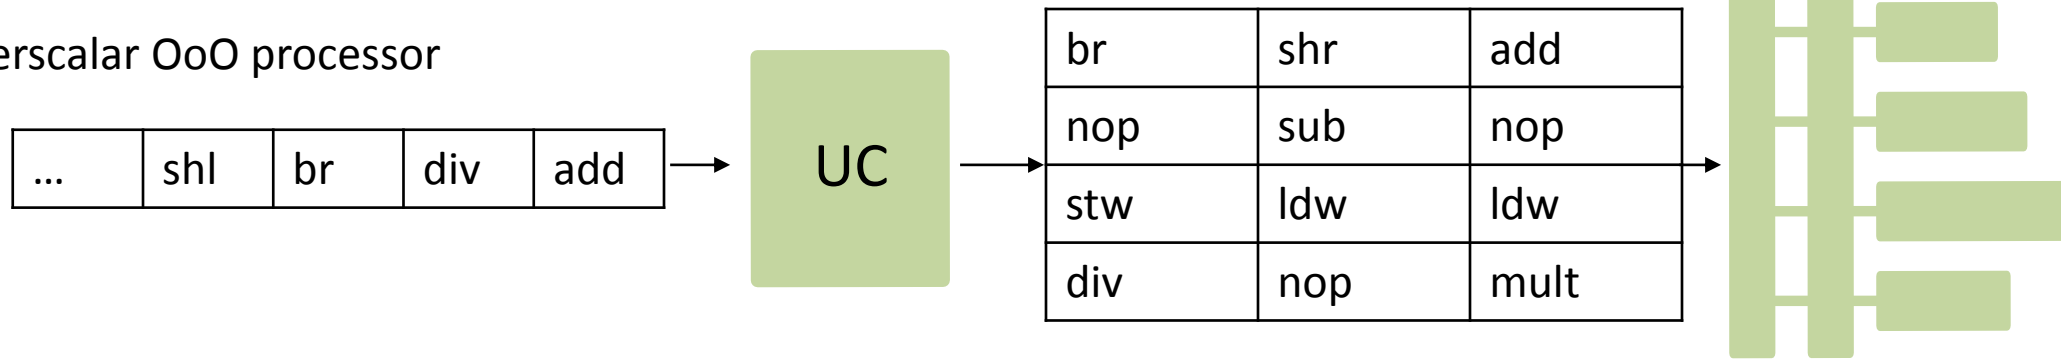 erscalar OoO processor
... shl br div add
UC
br shr add
nop sub nop
stw ldw ldw
div nop mult